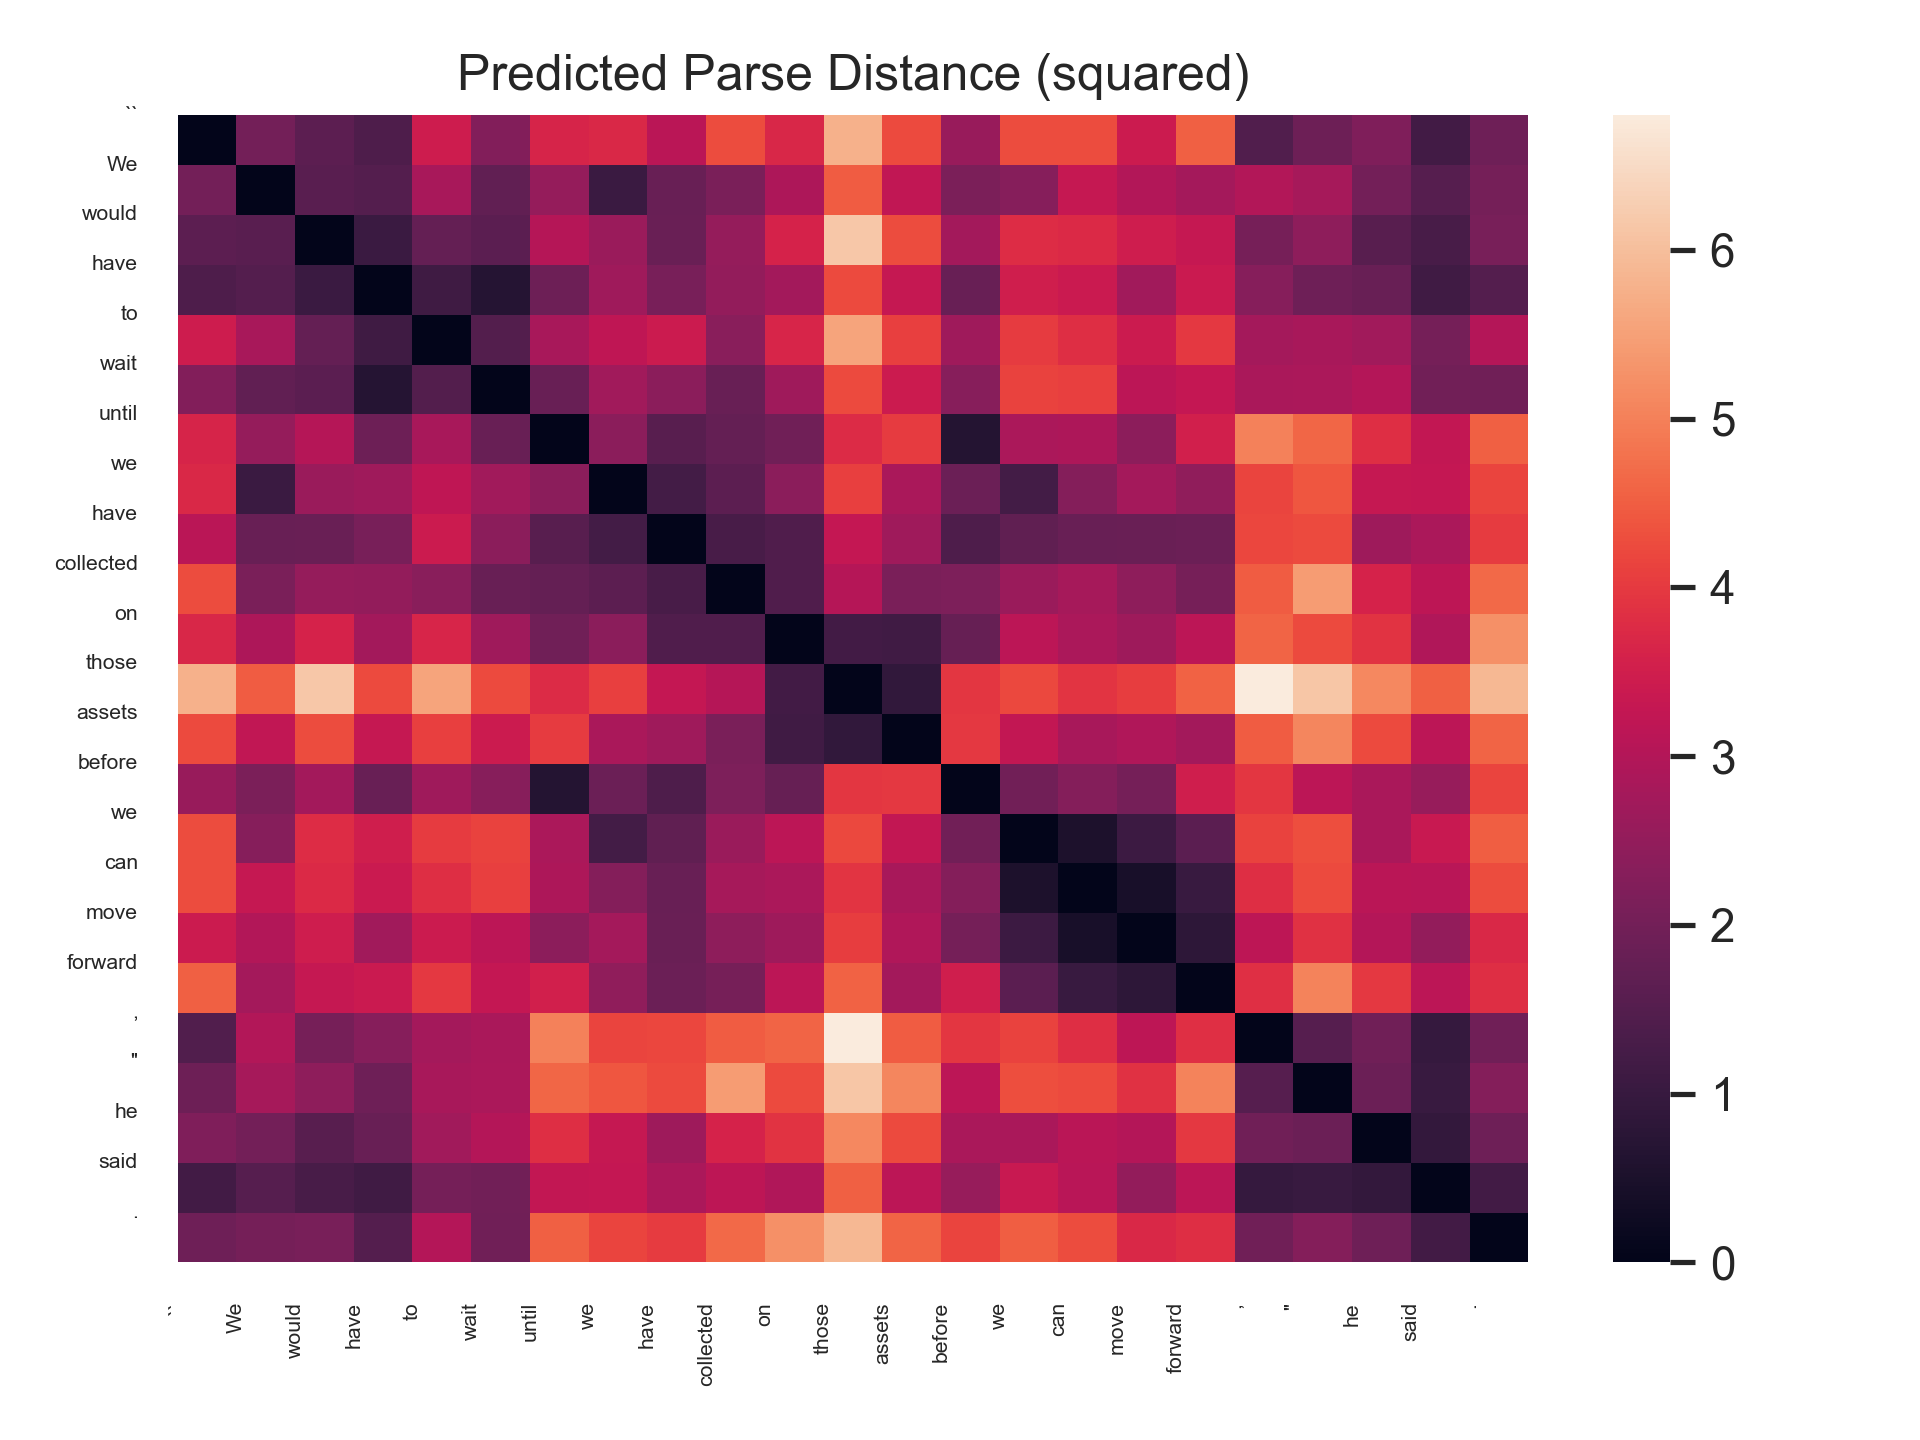 Predicted Parse Distance (squared)
``
We
would
have
to
wait
until
we
have
collected
on
those
assets
before
we
can
move
forward
,
"
he
said
.
6
5
4
3
2
1
0
`` We would have to wait until we have collected on those assets before we can move forward , " he said .